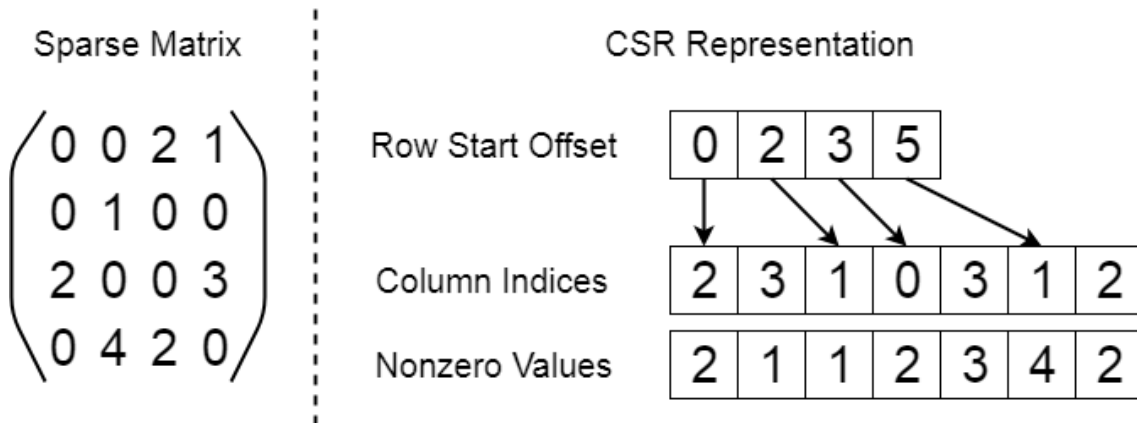 Sparse Matrix
0 0 2 1
0 1 0 0
2 0 0 3
0 4 2 0
CSR Representation
Row Start Offset 0 2 3 5
Column Indices 2 3 1 0 3 1 2
Nonzero Values 2 1 1 2 3 4 2